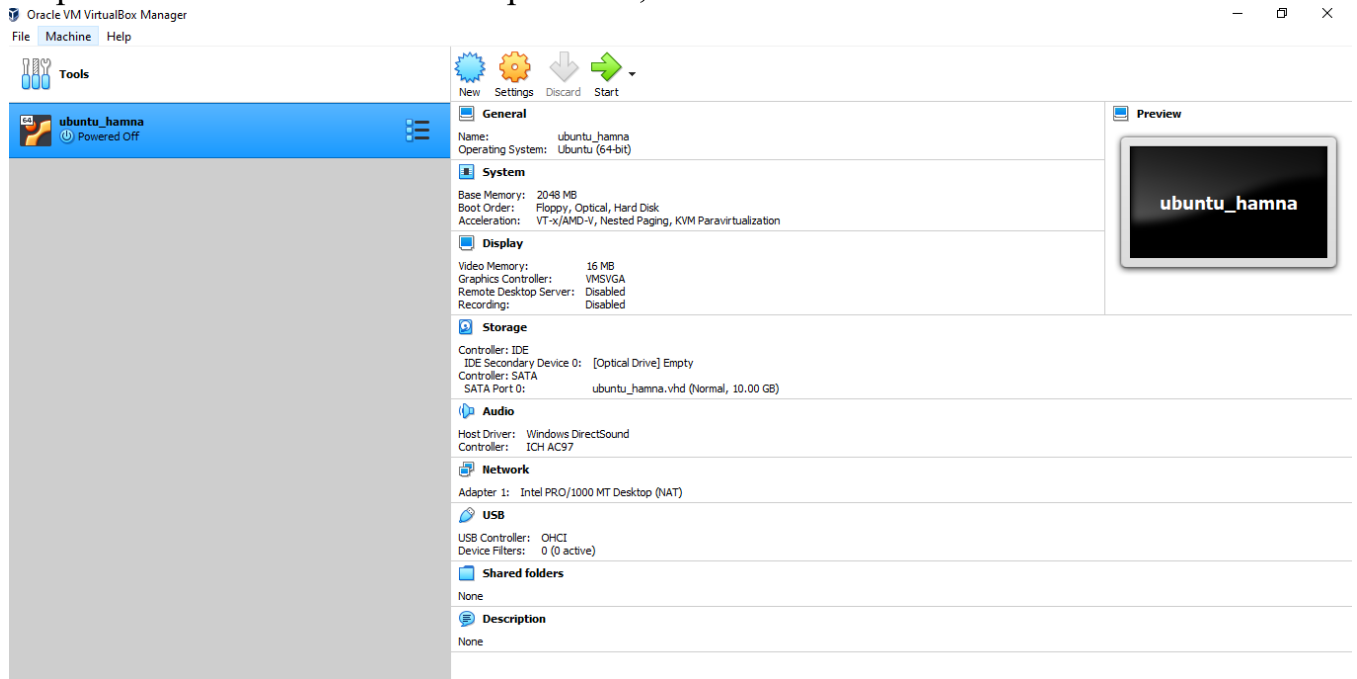 Oracle VM VirtualBox Manager
File Machine Help
Tools
New Settings Discard Start
64
ubuntu_hamna
Powered Off
General
Name: ubuntu_hamna
Operating System: Ubuntu (64-bit)
System
Base Memory: 2048 MB
Boot Order: Floppy, Optical, Hard Disk
Acceleration: VT-x/AMD-V, Nested Paging, KVM Paravirtualization
Display
Video Memory: 16 MB
Graphics Controller: VMSVGA
Remote Desktop Server: Disabled
Recording: Disabled
Preview
ubuntu_hamna
Storage
Controller: IDE
IDE Secondary Device 0: [Optical Drive] Empty
Controller: SATA
SATA Port 0: ubuntu_hamna.vhd (Normal, 10.00 GB)
Audio
Host Driver: Windows DirectSound
Controller: ICH AC97
Network
Adapter 1: Intel PRO/1000 MT Desktop (NAT)
USB
USB Controller: OHCI
Device Filters: 0 (0 active)
Shared folders
None
Description
None